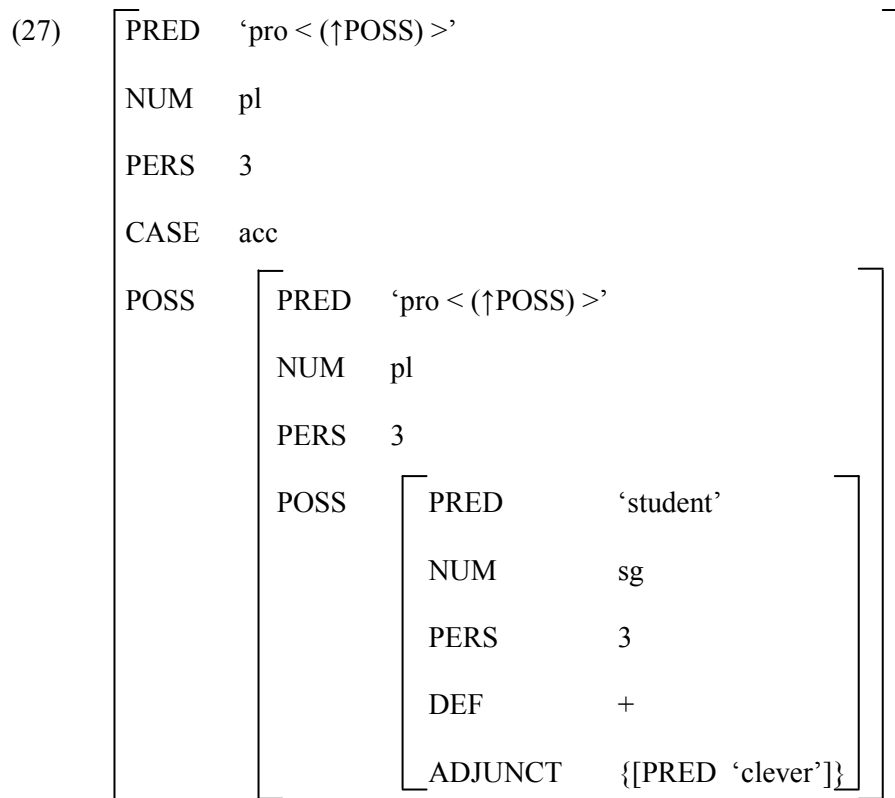 (27) PRED ‘pro < (↑POSS) >’
NUM pl
PERS 3
CASE acc
POSS PRED ‘pro < (↑POSS) >’
NUM pl
PERS 3
POSS PRED ‘student’
NUM sg
PERS 3
DEF +
ADJUNCT {[PRED ‘clever’]}